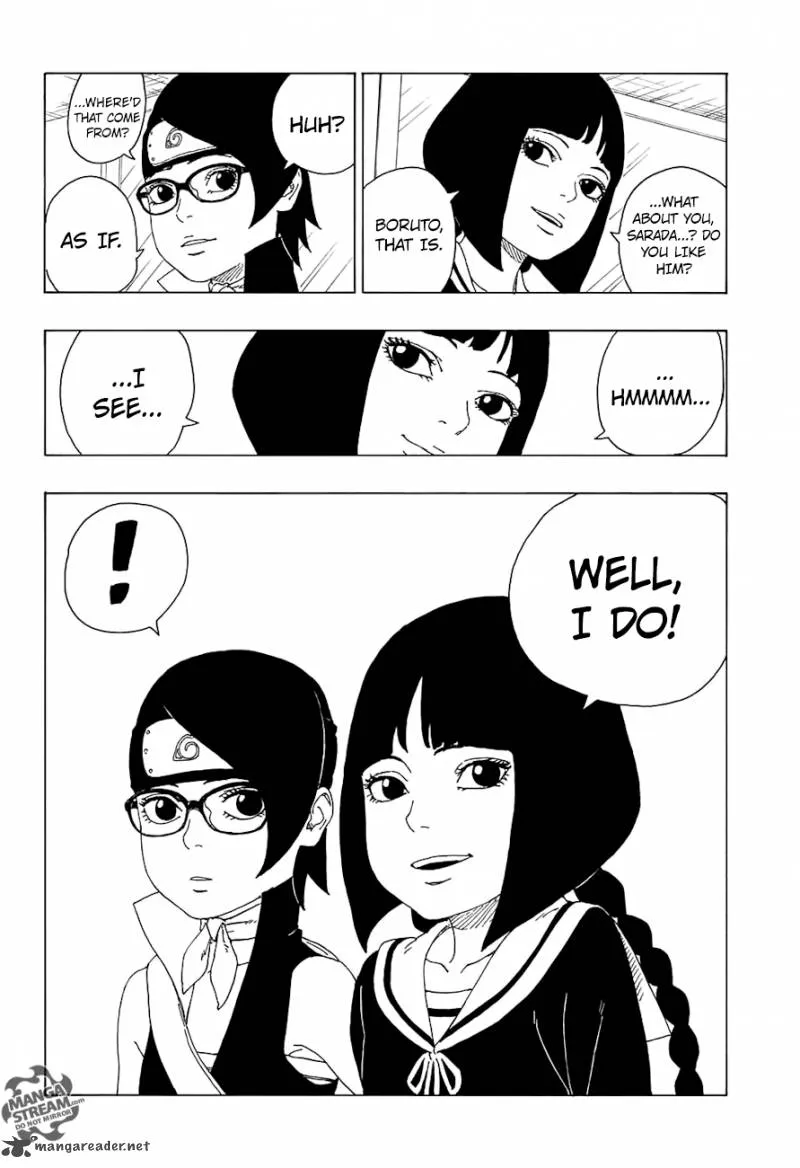 ...WHAT
ABOUT YOU,
SARADA...? DO
YOU LIKE
HIM?
BORUTO,
THAT IS.
HUH?
...WHERE'D
THAT COME
FROM?
AS IF.
...
HMMMM...
...I
SEE...
WELL,
I DO!
!
MANGA
STREAM.com
DO NOT MIRROR!
mangareader.net